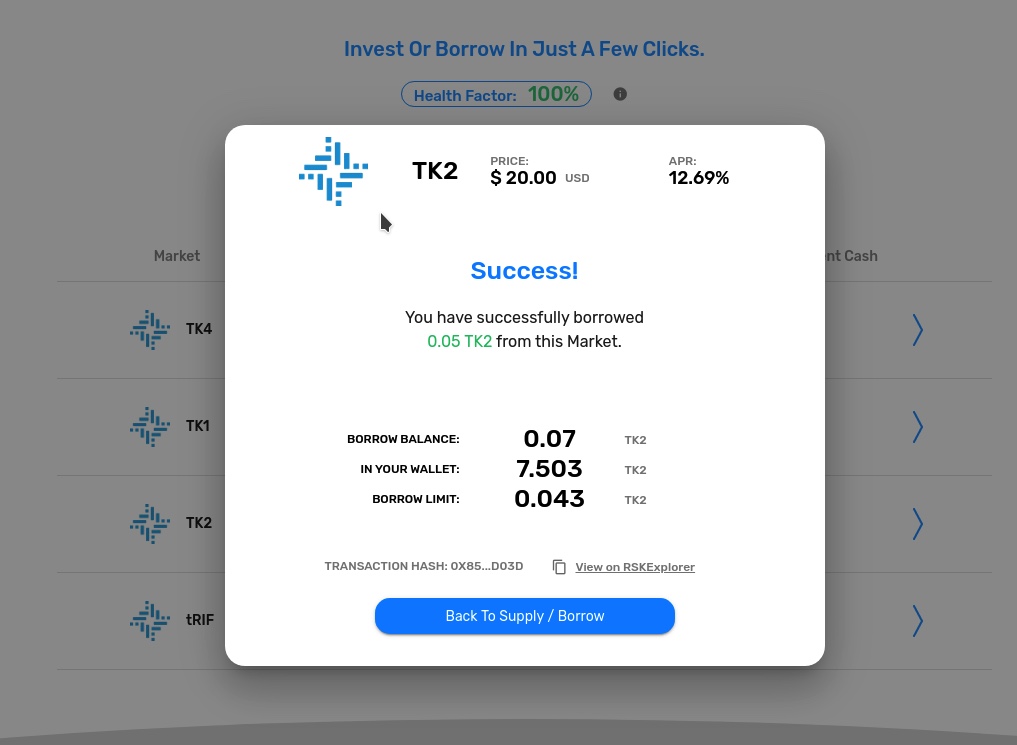 Invest Or Borrow In Just A Few Clicks.
Health Factor: 100%
TK2
PRICE:
$ 20.00 USD
APR:
12.69%
Market
nt Cash
Success!
You have successfully borrowed
0.05 TK2 from this Market.
TK4
TK1
BORROW BALANCE: 0.07 TK2
IN YOUR WALLET: 7.503 TK2
BORROW LIMIT: 0.043 TK2
TK2
TRANSACTION HASH: 0X85...D03D View on RSKExplorer
Back To Supply / Borrow
tRIF